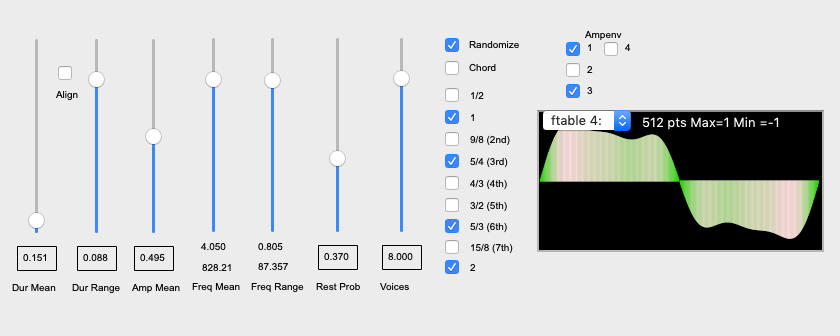 Align
0.151
Dur Mean
0.088
Dur Range
0.495
Amp Mean
4.050
828.21
Freq Mean
0.805
87.357
Freq Range
0.370
Rest Prob
8.000
Voices
Randomize
Chord
1/2
1
9/8 (2nd)
5/4 (3rd)
4/3 (4th)
3/2 (5th)
5/3 (6th)
15/8 (7th)
2
Ampenv
1 4
2
3
ftable 4: 512 pts Max=1 Min =-1